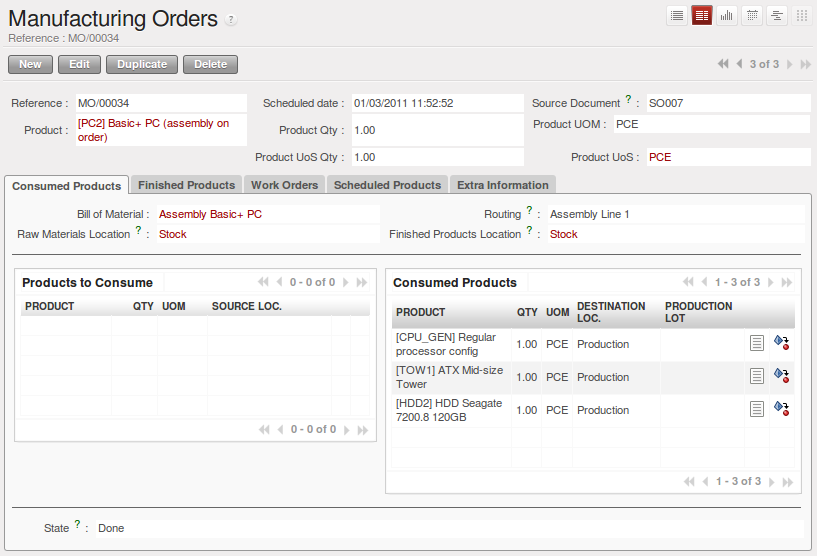 Manufacturing Orders ?
Reference : MO/00034
New Edit Duplicate Delete 3 of 3
Reference : MO/00034 Scheduled date : 01/03/2011 11:52:52 Source Document ? : SO007
Product : [PC2] Basic+ PC (assembly on
order) Product Qty : 1.00 Product UOM : PCE
Product UoS Qty : 1.00 Product UoS : PCE
Consumed Products Finished Products Work Orders Scheduled Products Extra Information
Bill of Material : Assembly Basic+ PC Routing ? : Assembly Line 1
Raw Materials Location ? : Stock Finished Products Location ? : Stock
Products to Consume 0 - 0 of 0
PRODUCT QTY UOM SOURCE LOC.
0 - 0 of 0
Consumed Products 1 - 3 of 3
PRODUCT QTY UOM DESTINATION
LOC. PRODUCTION
LOT
[CPU_GEN] Regular
processor config 1.00 PCE Production
[TOW1] ATX Mid-size
Tower 1.00 PCE Production
[HDD2] HDD Seagate
7200.8 120GB 1.00 PCE Production
1 - 3 of 3
State ? : Done